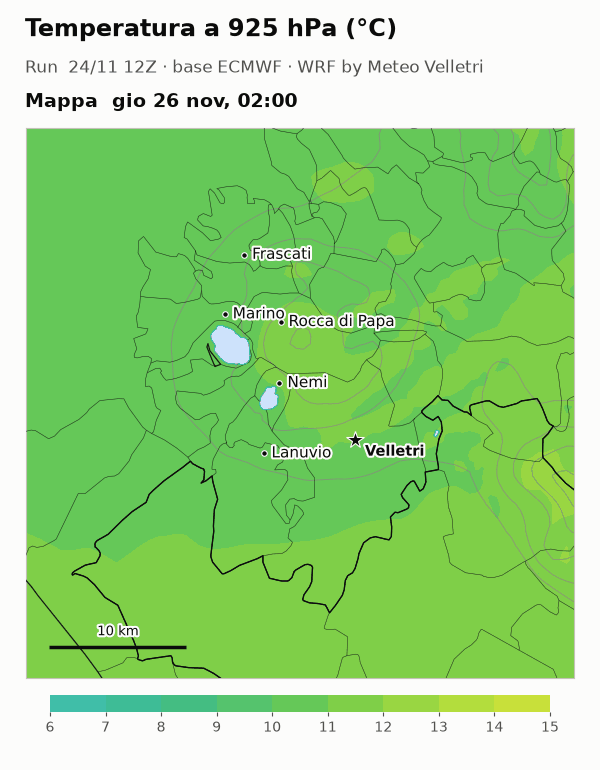 Temperatura a 925 hPa (°C)
Run  24/11 12Z · base ECMWF · WRF by Meteo Velletri
Mappa  gio 26 nov, 02:00
Frascati
Marino
Rocca di Papa
Nemi
Velletri
Lanuvio
10 km
6 7 8 9 10 11 12 13 14 15